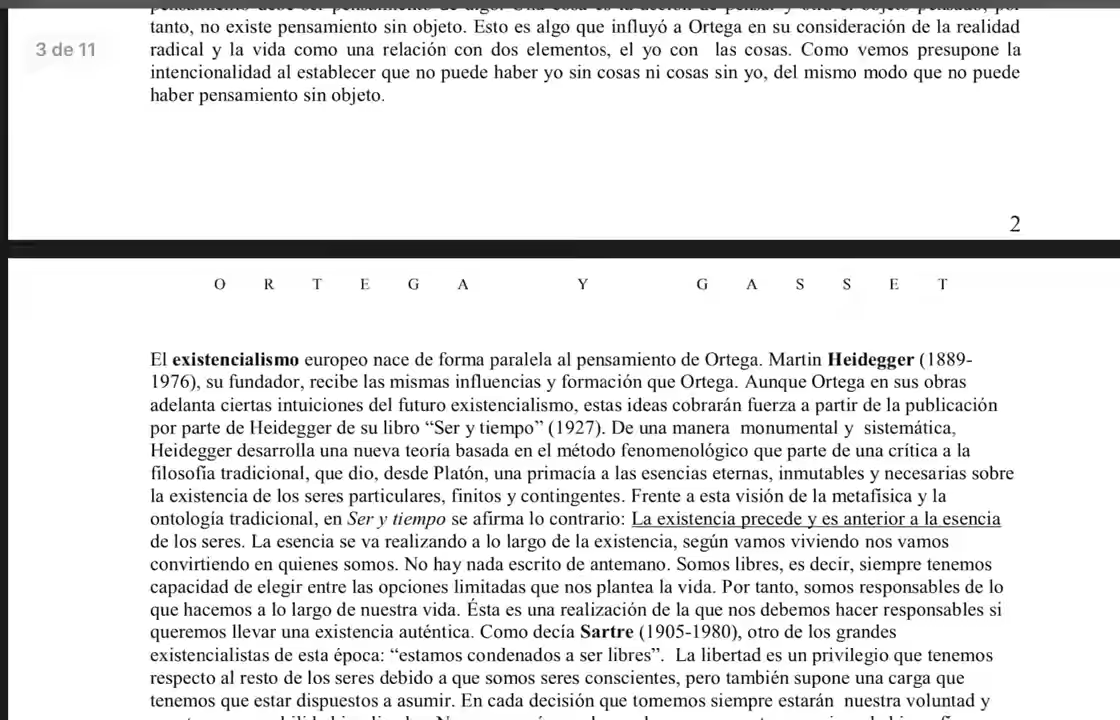 tanto, no existe pensamiento sin objeto. Esto es algo que influyó a Ortega en su consideración de la realidad
3 de 11
radical y la vida como una relación con dos elementos, el yo con las cosas. Como vemos presupone la
intencionalidad al establecer que no puede haber yo sin cosas ni cosas sin yo, del mismo modo que no puede
haber pensamiento sin objeto.
2
O R T E G A Y G A S S E T
El existencialismo europeo nace de forma paralela al pensamiento de Ortega. Martin Heidegger (1889-
1976), su fundador, recibe las mismas influencias y formación que Ortega. Aunque Ortega en sus obras
adelanta ciertas intuiciones del futuro existencialismo, estas ideas cobrarán fuerza a partir de la publicación
por parte de Heidegger de su libro “Ser y tiempo” (1927). De una manera monumental y sistemática,
Heidegger desarrolla una nueva teoría basada en el método fenomenológico que parte de una crítica a la
filosofía tradicional, que dio, desde Platón, una primacía a las esencias eternas, inmutables y necesarias sobre
la existencia de los seres particulares, finitos y contingentes. Frente a esta visión de la metafísica y la
ontología tradicional, en Ser y tiempo se afirma lo contrario: La existencia precede y es anterior a la esencia
de los seres. La esencia se va realizando a lo largo de la existencia, según vamos viviendo nos vamos
convirtiendo en quienes somos. No hay nada escrito de antemano. Somos libres, es decir, siempre tenemos
capacidad de elegir entre las opciones limitadas que nos plantea la vida. Por tanto, somos responsables de lo
que hacemos a lo largo de nuestra vida. Ésta es una realización de la que nos debemos hacer responsables si
queremos llevar una existencia auténtica. Como decía Sartre (1905-1980), otro de los grandes
existencialistas de esta época: “estamos condenados a ser libres”. La libertad es un privilegio que tenemos
respecto al resto de los seres debido a que somos seres conscientes, pero también supone una carga que
tenemos que estar dispuestos a asumir. En cada decisión que tomemos siempre estarán nuestra voluntad y